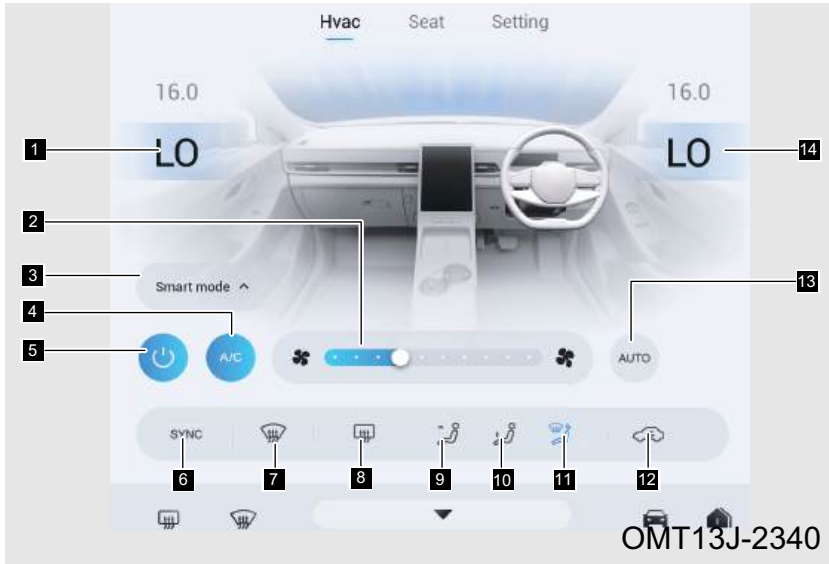 Hvac Seat Setting
16.0 16.0
1 LO LO 14
2
3 Smart mode 13
4
5 A/C AUTO
SYNC
6 7 8 9 10 11 12
OMT13J-2340